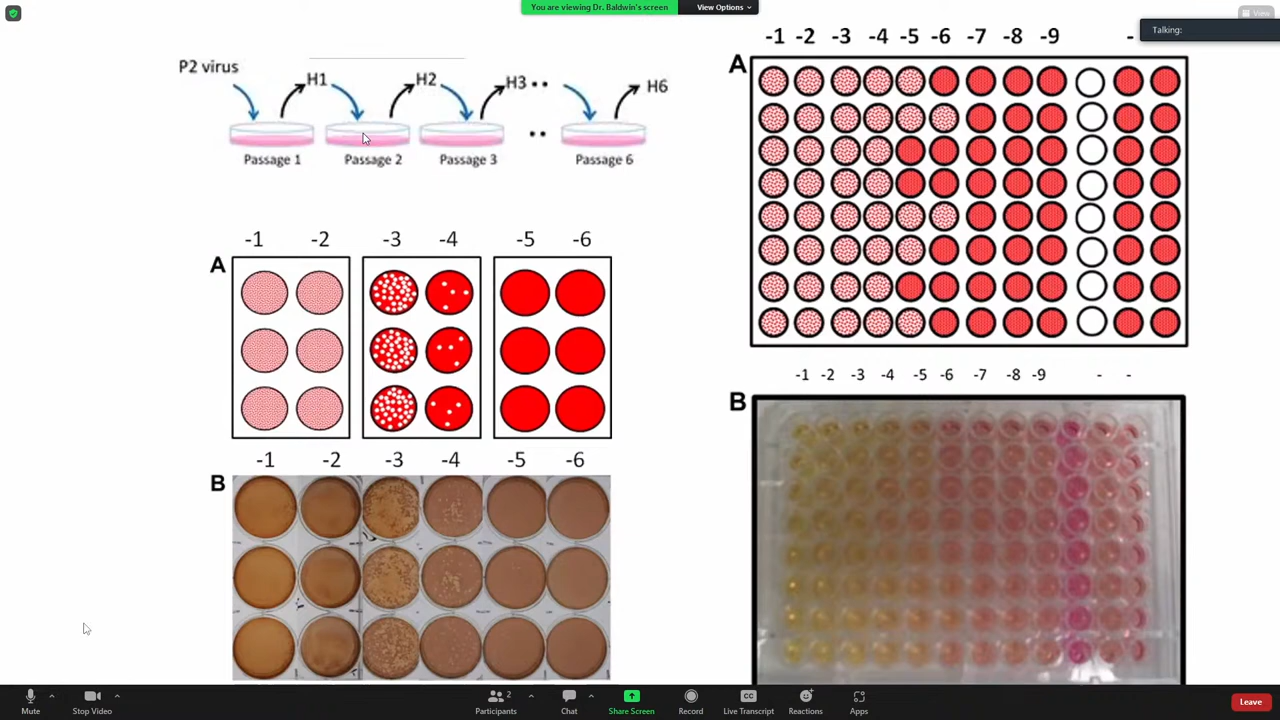 You are viewing Dr. Baldwin's screen
View Options
View
Talking:
P2 virus
H1
H2
H3
H6
Passage 1
Passage 2
Passage 3
Passage 6
A
-1 -2 -3 -4 -5 -6
-1 -2 -3 -4 -5 -6
B
-1 -2 -3 -4 -5 -6 -7 -8 -9 -
A
-1 -2 -3 -4 -5 -6 -7 -8 -9 - -
B
Mute
Stop Video
Participants 2
Chat
Share Screen
Record
CC
Live Transcript
Reactions
Apps
Leave